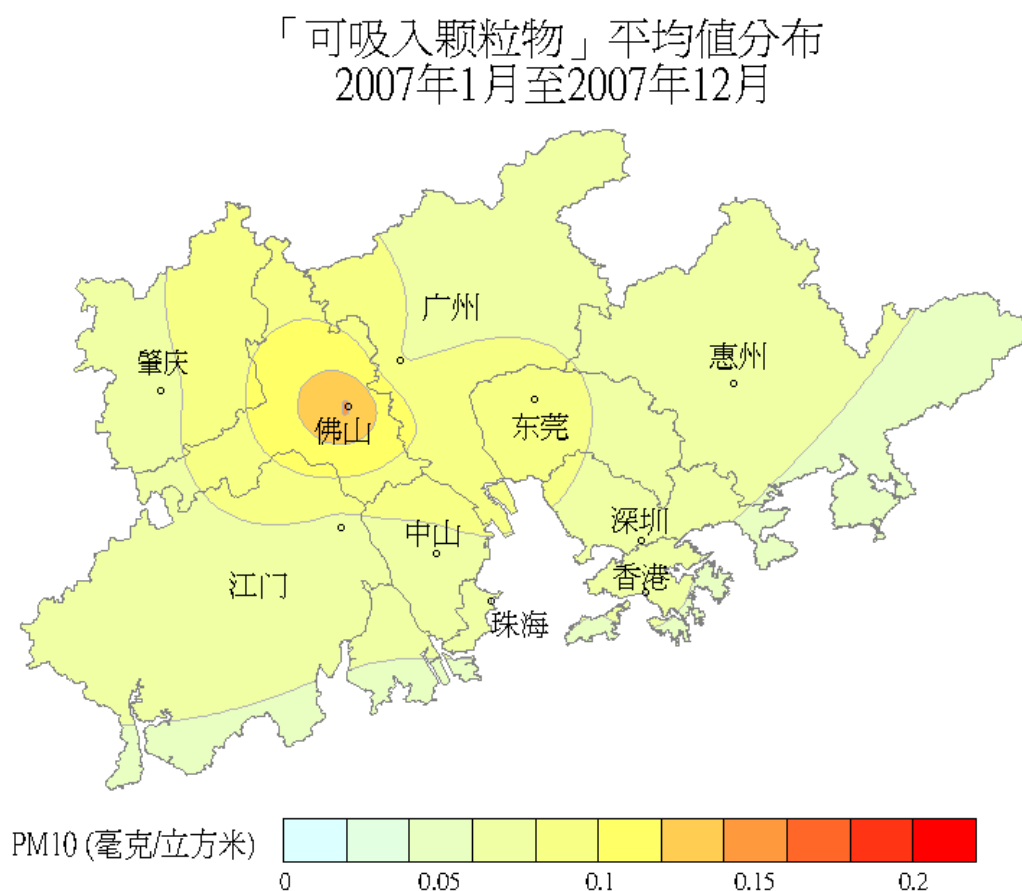 「可吸入颗粒物」平均值分布
2007年1月至2007年12月
广州
惠州
肇庆
东莞
佛山
深圳
中山
香港
江门
珠海
PM10 (毫克/立方米)
0 0.05 0.1 0.15 0.2